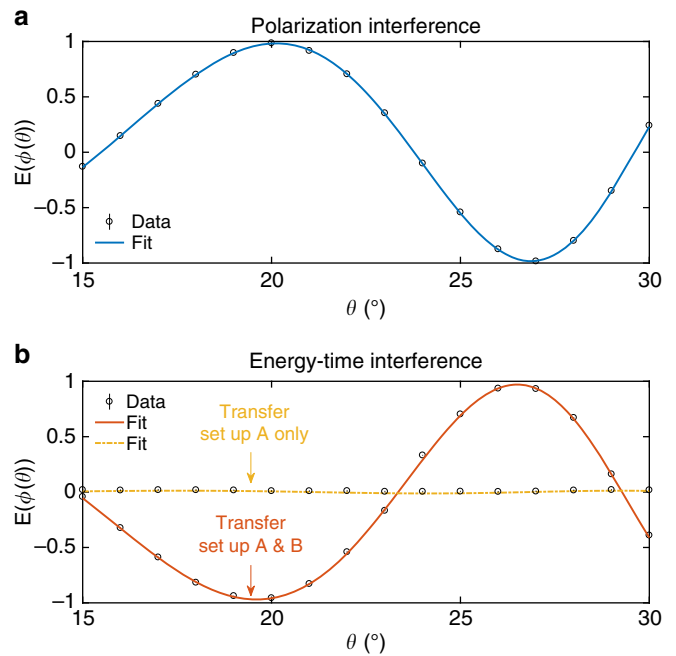 a
Polarization interference
1
0.5
0
−0.5
−1
E(ϕ(θ))
Data
Fit
15
20
25
30
θ (°)
b
Energy-time interference
1
0.5
0
−0.5
−1
E(ϕ(θ))
Data
Fit
Fit
Transfer
set up A only
Transfer
set up A & B
15
20
25
30
θ (°)